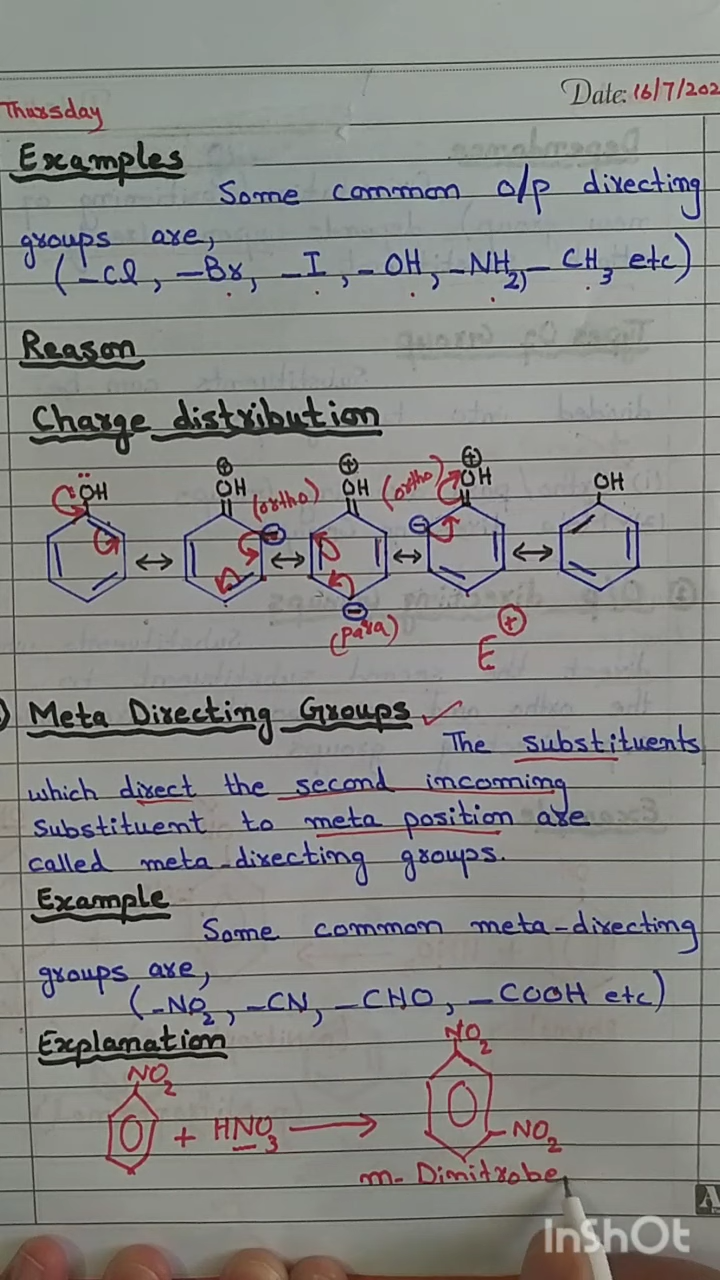 Date: 16/7/202
Thursday
Examples
Some common o/p directing
groups are,
(-Cl, -Br, -I, -OH, -NH2, - CH3 etc)
Reason
Charge distribution
ÖH ⊕ OH (ortho) ⊕ OH (ortho) ⊕ OH OH
⊖ ⊖
⊖
(para)
E⊕
Meta Directing Groups ✓
The substituents
which direct the second incoming
substituent to meta position are
called meta-directing groups.
Example
Some common meta-directing
groups are,
(-NO2, -CN, -CHO, -COOH etc)
Explanation
NO2 NO2
+ HNO3 → -NO2
m- Dinitrobe
InShOt